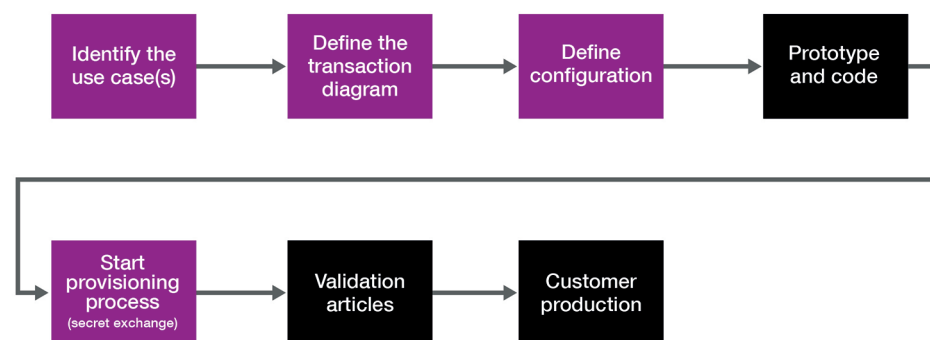 Identify the
use case(s)
Define the
transaction
diagram
Define
configuration
Prototype
and code
Start
provisioning
process
(secret exchange)
Validation
articles
Customer
production